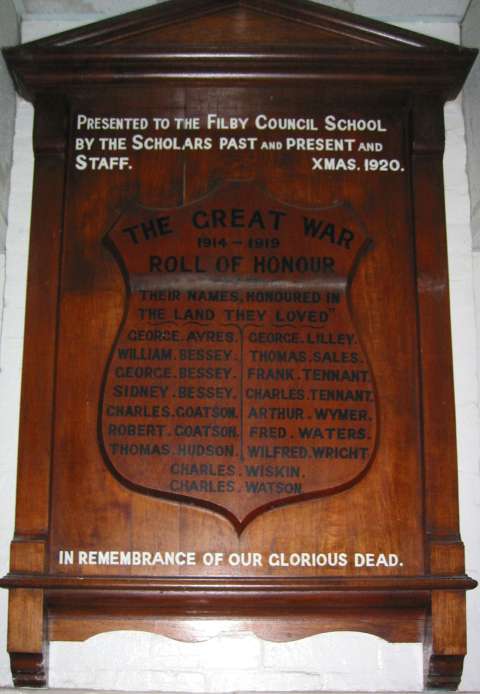 PRESENTED TO THE FILBY COUNCIL SCHOOL
BY THE SCHOLARS PAST AND PRESENT AND
STAFF. XMAS. 1920.
THE GREAT WAR
1914 - 1919
ROLL OF HONOUR
"THEIR NAMES, HONOURED IN
THE LAND THEY LOVED"
GEORGE. AYRES. GEORGE. LILLEY.
WILLIAM. BESSEY. THOMAS. SALES.
GEORGE. BESSEY. FRANK. TENNANT.
SIDNEY. BESSEY. CHARLES. TENNANT.
CHARLES. GOATSON. ARTHUR. WYMER.
ROBERT. GOATSON. FRED. WATERS.
THOMAS. HUDSON. WILFRED. WRIGHT
CHARLES. WISKIN.
CHARLES. WATSON.
IN REMEMBRANCE OF OUR GLORIOUS DEAD.